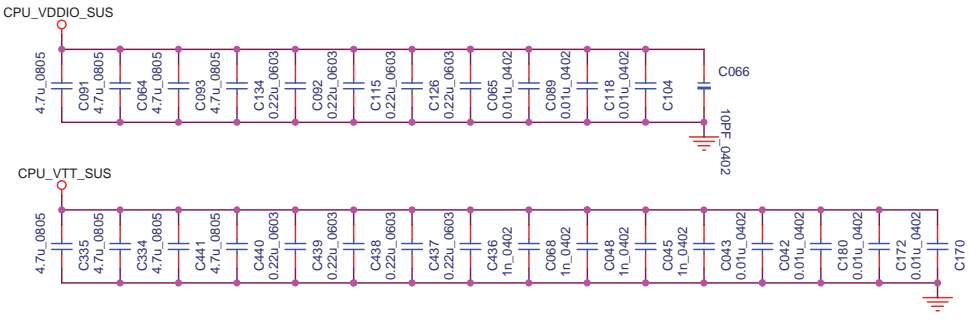 CPU_VDDIO_SUS
4.7u_0805
C091
4.7u_0805
C064
4.7u_0805
C093
4.7u_0805
C134
0.22u_0603
C092
0.22u_0603
C115
0.22u_0603
C126
0.22u_0603
C065
0.01u_0402
C089
0.01u_0402
C118
0.01u_0402
C104
C066
10PF_0402
CPU_VTT_SUS
4.7u_0805
C335
4.7u_0805
C334
4.7u_0805
C441
4.7u_0805
C440
0.22u_0603
C439
0.22u_0603
C438
0.22u_0603
C437
0.22u_0603
C436
1n_0402
C068
1n_0402
C048
1n_0402
C045
1n_0402
C043
0.01u_0402
C042
0.01u_0402
C180
0.01u_0402
C172
0.01u_0402
C170